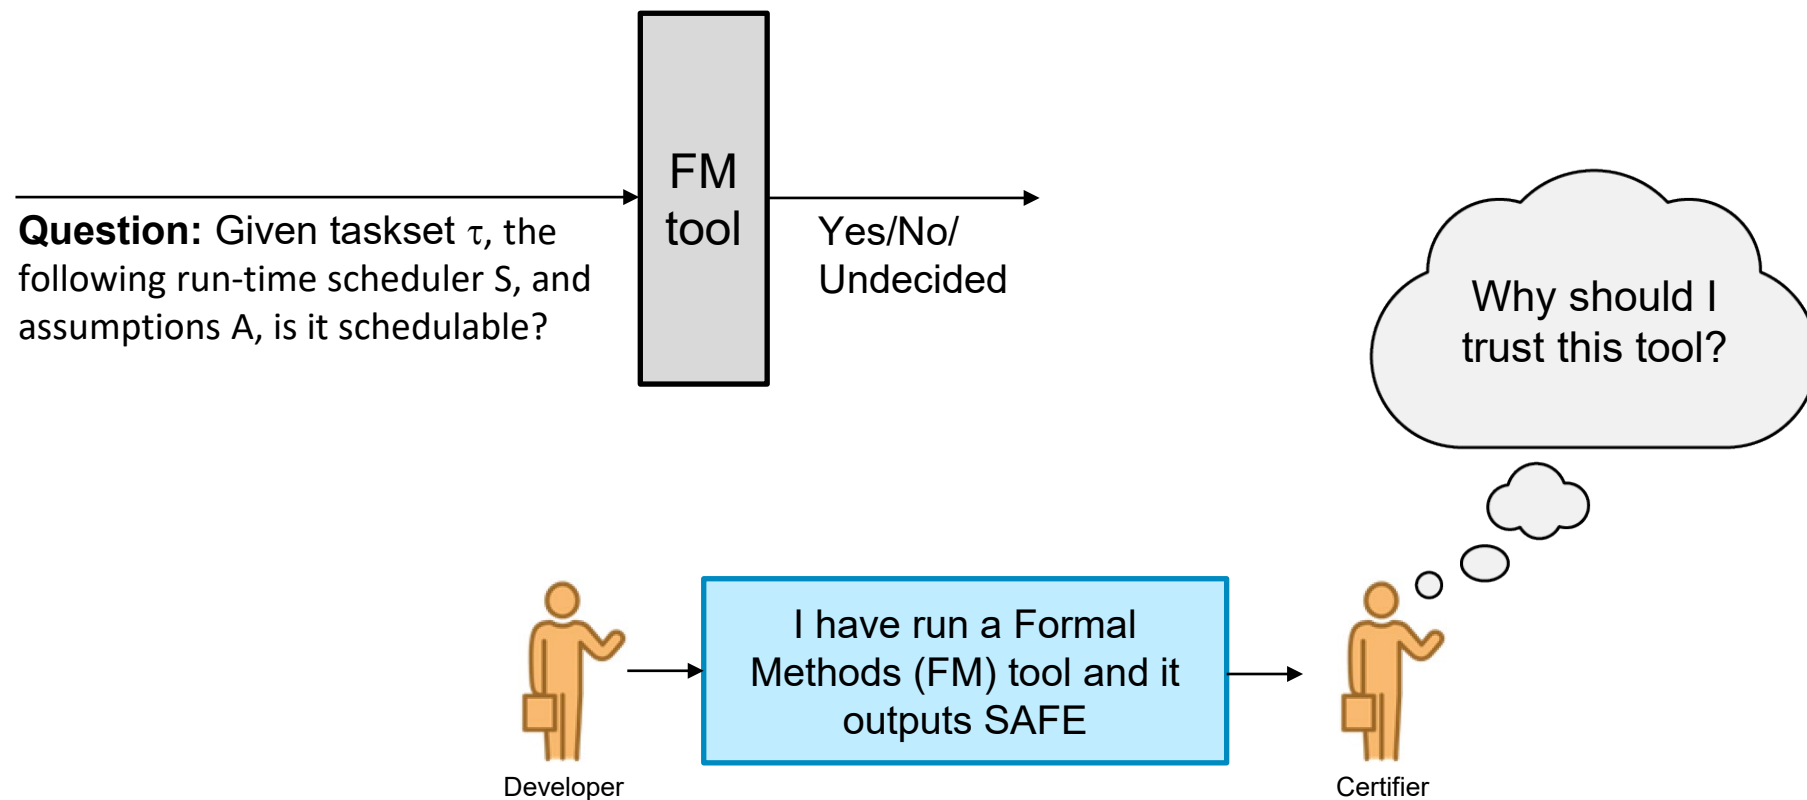 FM
tool
Question: Given taskset τ, the
following run-time scheduler S, and
assumptions A, is it schedulable?
Yes/No/
Undecided
Why should I
trust this tool?
I have run a Formal
Methods (FM) tool and it
outputs SAFE
Developer
Certifier